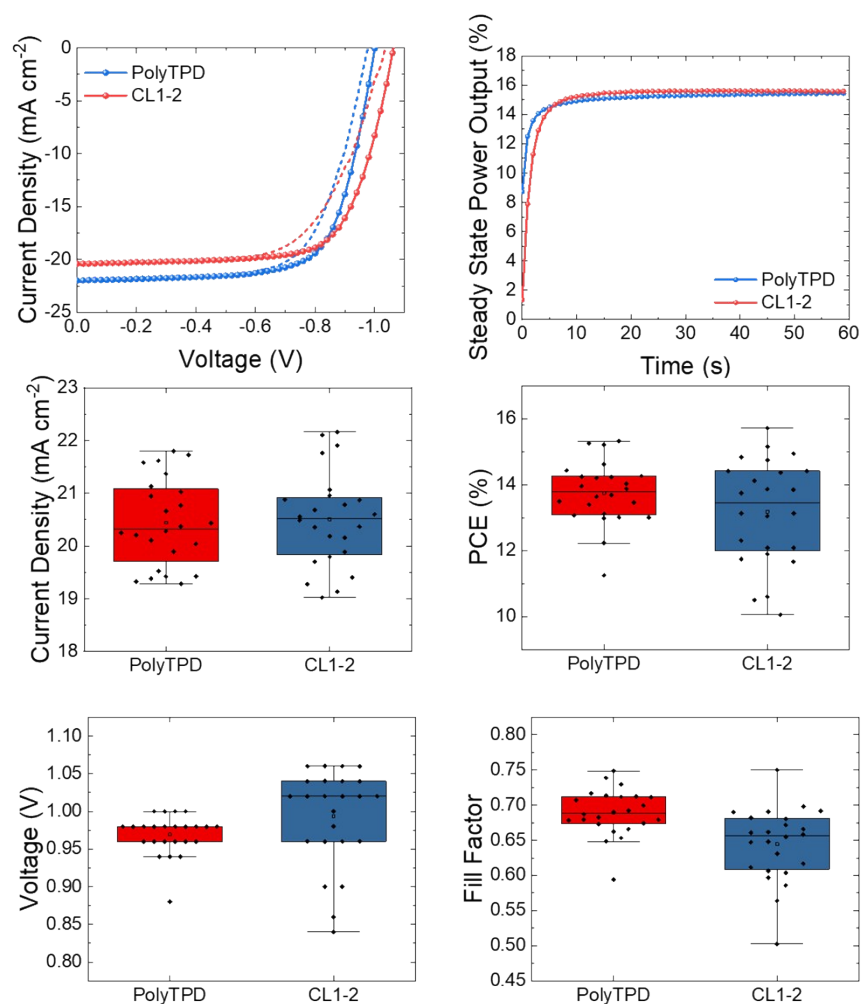 Current Density (mA cm-2)
0
-5
-10
-15
-20
-25
PolyTPD
CL1-2
0.0
-0.2
-0.4
-0.6
-0.8
-1.0
Voltage (V)
Steady State Power Output (%)
18
16
14
12
10
8
6
4
2
0
PolyTPD
CL1-2
0
10
20
30
40
50
60
Time (s)
Current Density (mA cm-2)
23
22
21
20
19
18
PolyTPD
CL1-2
PCE (%)
16
14
12
10
PolyTPD
CL1-2
Voltage (V)
1.10
1.05
1.00
0.95
0.90
0.85
0.80
PolyTPD
CL1-2
Fill Factor
0.80
0.75
0.70
0.65
0.60
0.55
0.50
0.45
PolyTPD
CL1-2